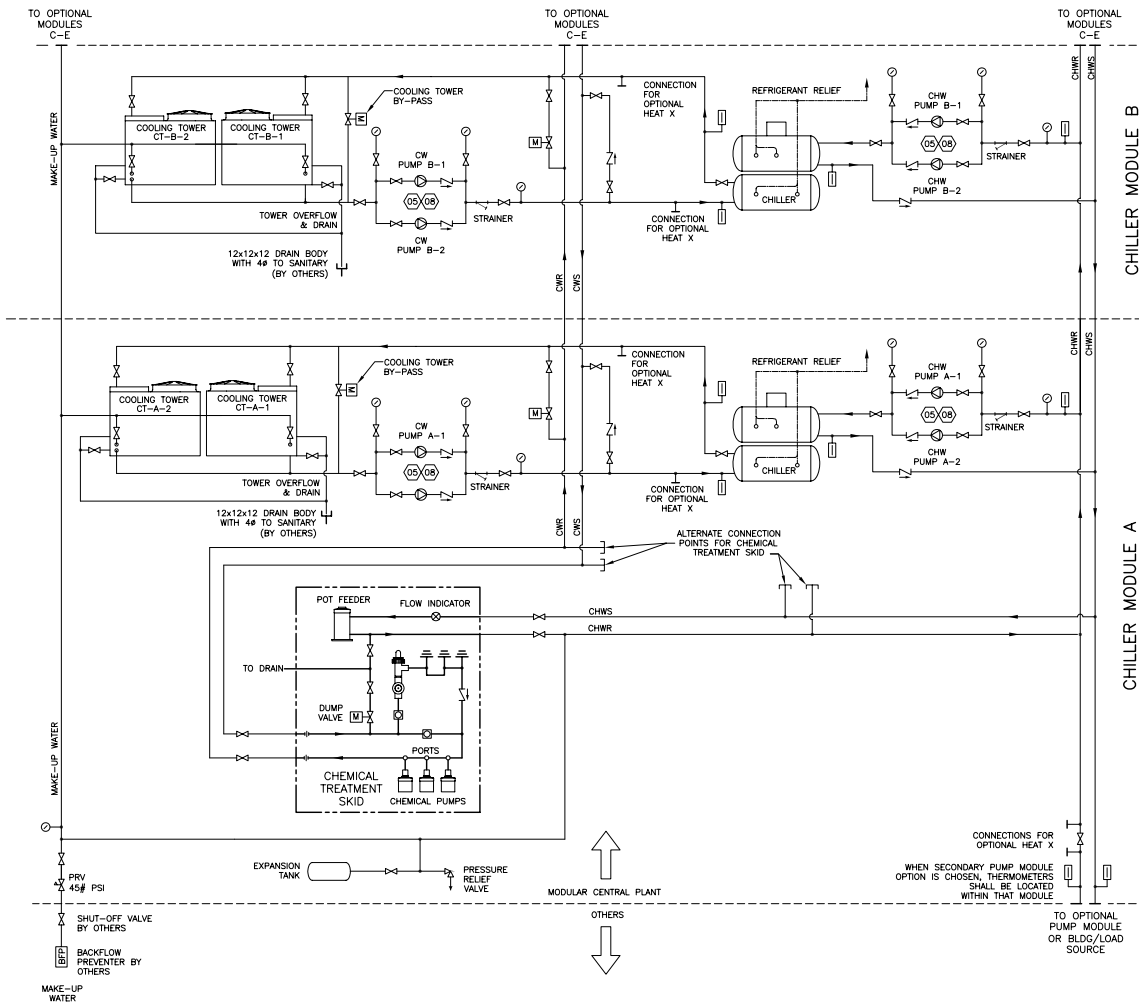 TO OPTIONAL
MODULES
C-E
TO OPTIONAL
MODULES
C-E
TO OPTIONAL
MODULES
C-E
MAKE-UP WATER
COOLING TOWER
CT-B-2
COOLING TOWER
CT-B-1
M
COOLING TOWER
BY-PASS
CW
PUMP B-1
05 08
CW
PUMP B-2
STRAINER
TOWER OVERFLOW
& DRAIN
12x12x12 DRAIN BODY
WITH 4ø TO SANITARY
(BY OTHERS)
M
CWR
CWS
CONNECTION
FOR
OPTIONAL
HEAT X
CONNECTION
FOR OPTIONAL
HEAT X
REFRIGERANT RELIEF
CHILLER
CHW
PUMP B-1
05 08
CHW
PUMP B-2
STRAINER
CHWR
CHWS
CHILLER MODULE B
COOLING TOWER
CT-A-2
COOLING TOWER
CT-A-1
M
COOLING TOWER
BY-PASS
CW
PUMP A-1
05 08
CW
PUMP A-2
STRAINER
TOWER OVERFLOW
& DRAIN
12x12x12 DRAIN BODY
WITH 4ø TO SANITARY
(BY OTHERS)
M
CWR
CWS
CONNECTION
FOR
OPTIONAL
HEAT X
CONNECTION
FOR OPTIONAL
HEAT X
REFRIGERANT RELIEF
CHILLER
CHW
PUMP A-1
05 08
CHW
PUMP A-2
STRAINER
CHWR
CHWS
CHILLER MODULE A
ALTERNATE CONNECTION
POINTS FOR CHEMICAL
TREATMENT SKID
POT FEEDER
FLOW INDICATOR
CHWS
CHWR
TO DRAIN
DUMP
VALVE
M
PORTS
CHEMICAL
TREATMENT
SKID
CHEMICAL PUMPS
MAKE-UP WATER
EXPANSION
TANK
PRESSURE
RELIEF
VALVE
MODULAR CENTRAL PLANT
OTHERS
CONNECTIONS FOR
OPTIONAL HEAT X
WHEN SECONDARY PUMP MODULE
OPTION IS CHOSEN, THERMOMETERS
SHALL BE LOCATED
WITHIN THAT MODULE
TO OPTIONAL
PUMP MODULE
OR BLDG/LOAD
SOURCE
PRV
45# PSI
SHUT-OFF VALVE
BY OTHERS
BFP
BACKFLOW
PREVENTER BY
OTHERS
MAKE-UP
WATER